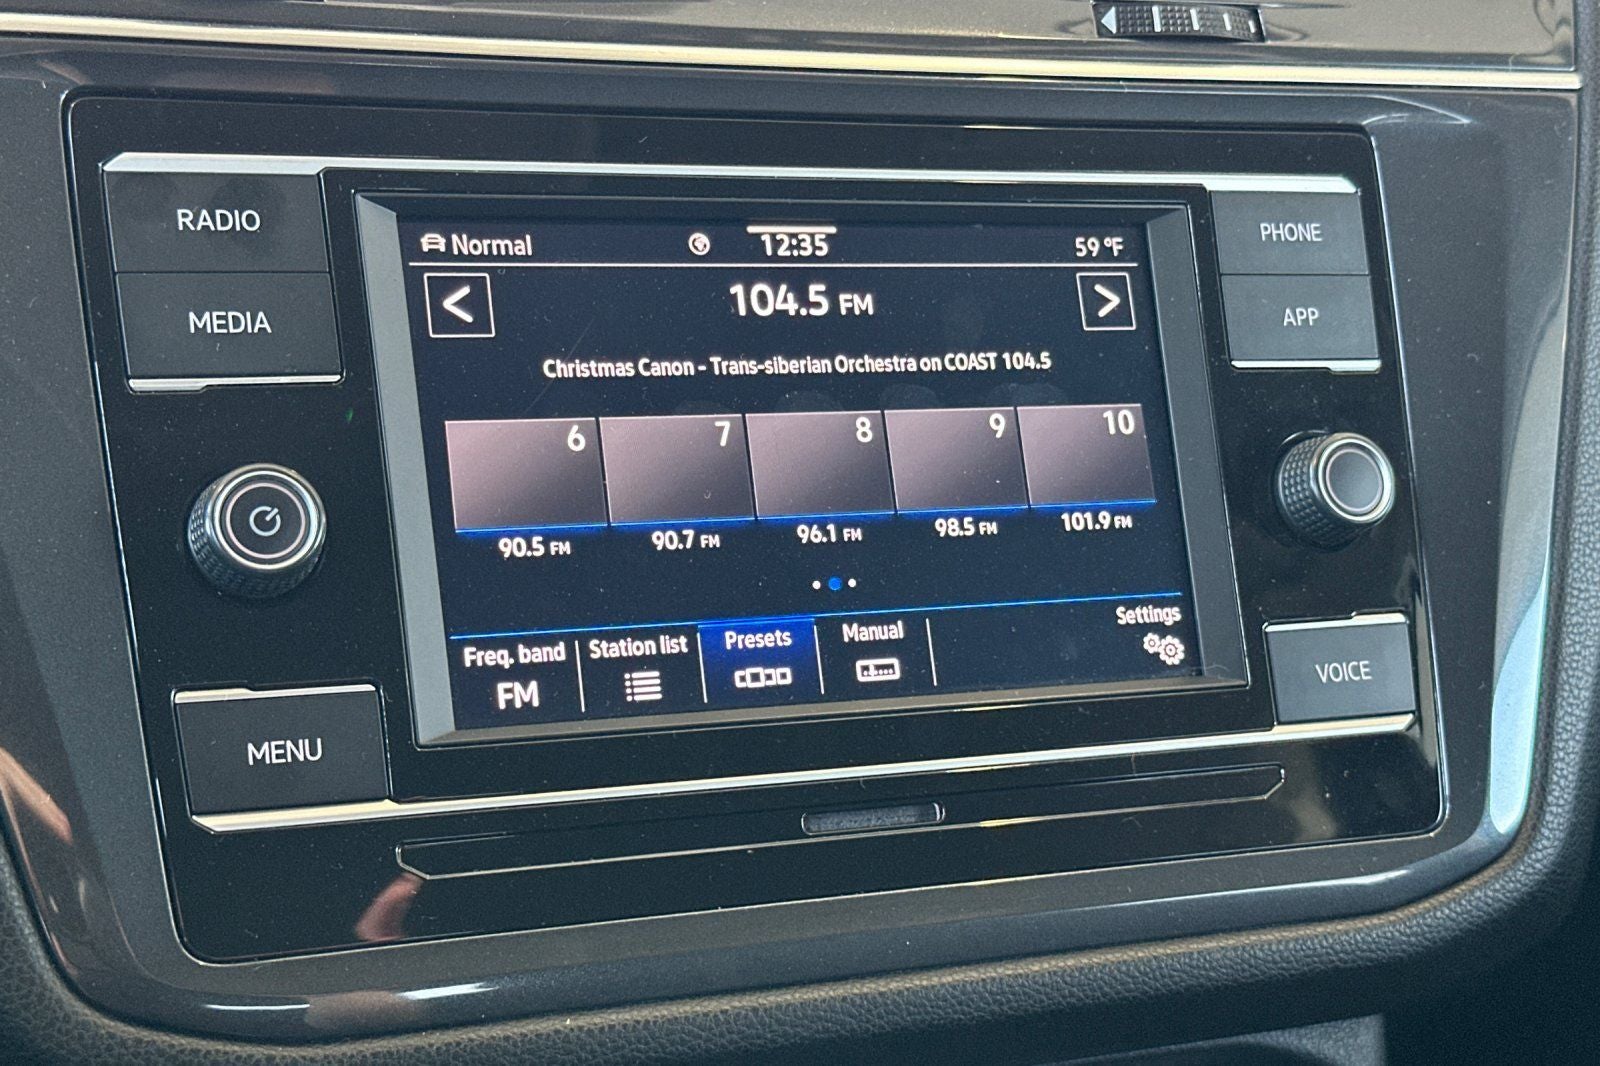 RADIO
MEDIA
MENU
PHONE
APP
VOICE
Normal
12:35
59 °F
<
104.5 FM
>
Christmas Canon - Trans-siberian Orchestra on COAST 104.5
6
7
8
9
10
90.5 FM
90.7 FM
96.1 FM
98.5 FM
101.9 FM
Freq. band
FM
Station list
Presets
Manual
Settings